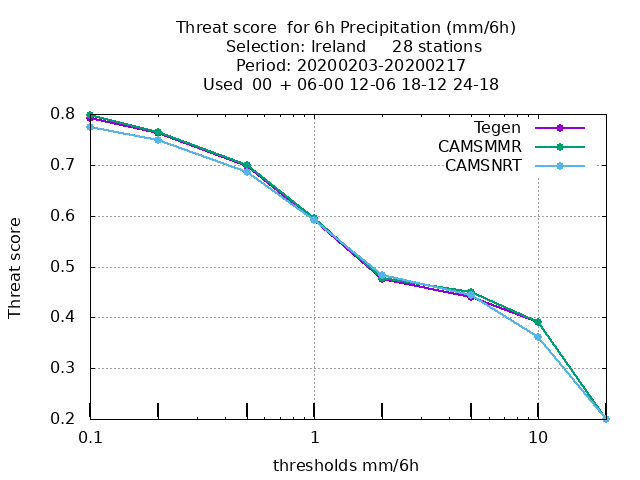 Threat score  for 6h Precipitation (mm/6h)
Selection: Ireland     28 stations
Period: 20200203-20200217
Used  00  + 06-00 12-06 18-12 24-18
Tegen
CAMSMMR
CAMSNRT
0.8
0.7
0.6
0.5
0.4
0.3
0.2
Threat score
0.1 1 10
thresholds mm/6h